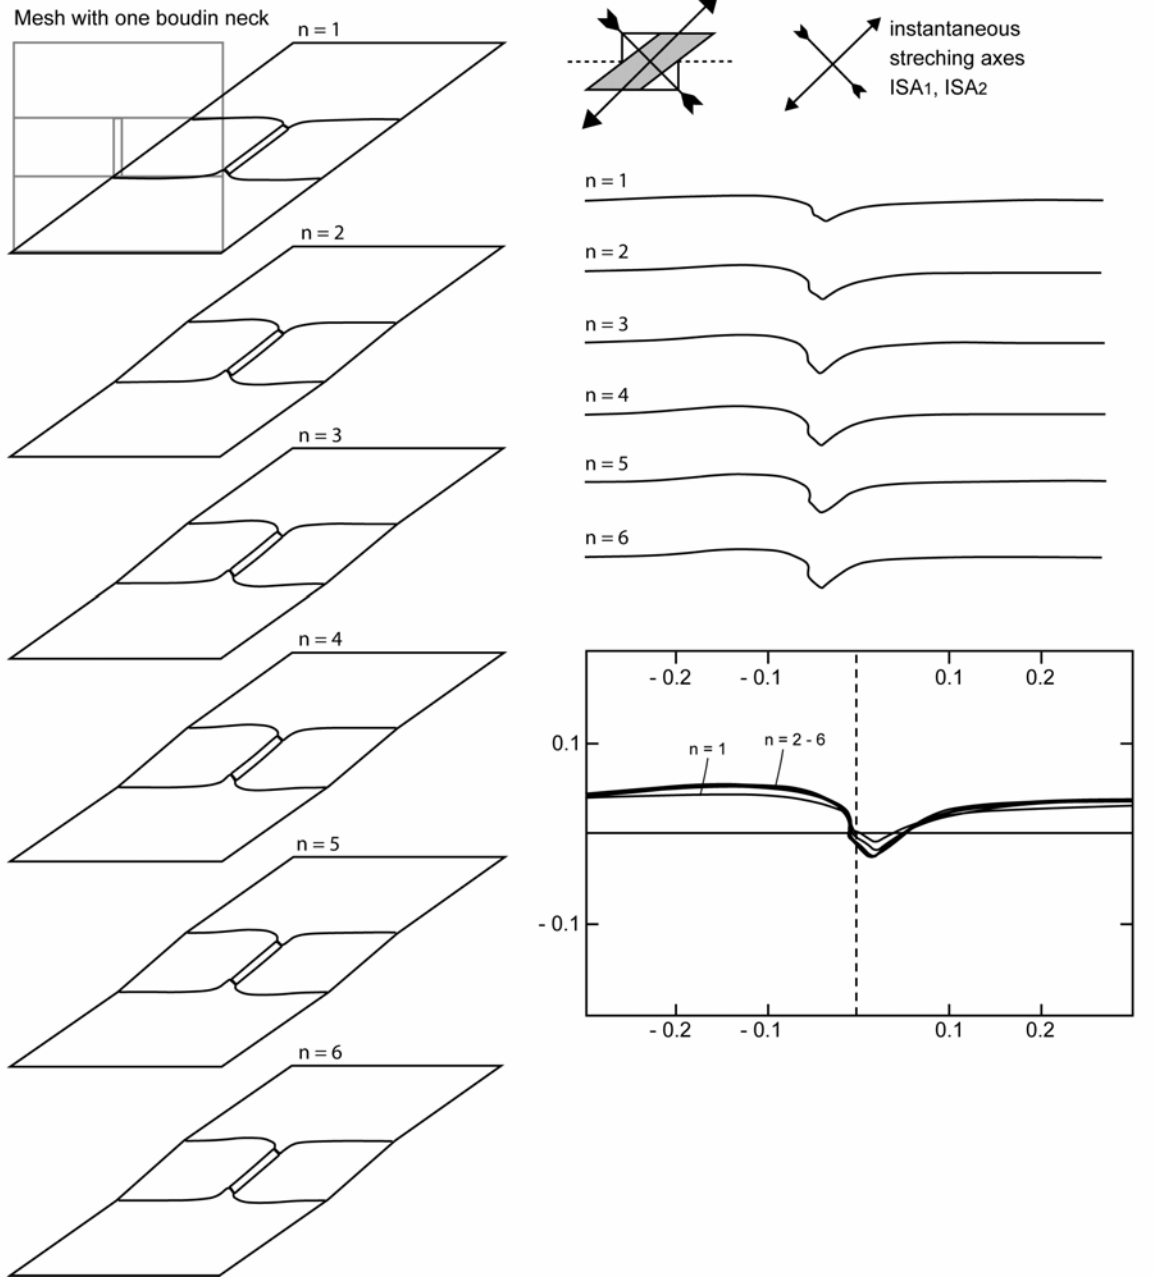 Mesh with one boudin neck
n = 1
n = 2
n = 3
n = 4
n = 5
n = 6
instantaneous
streching axes
ISA1, ISA2
n = 1
n = 2
n = 3
n = 4
n = 5
n = 6
- 0.2 - 0.1 0.1 0.2
0.1
n = 1 n = 2 - 6
- 0.1
- 0.2 - 0.1 0.1 0.2